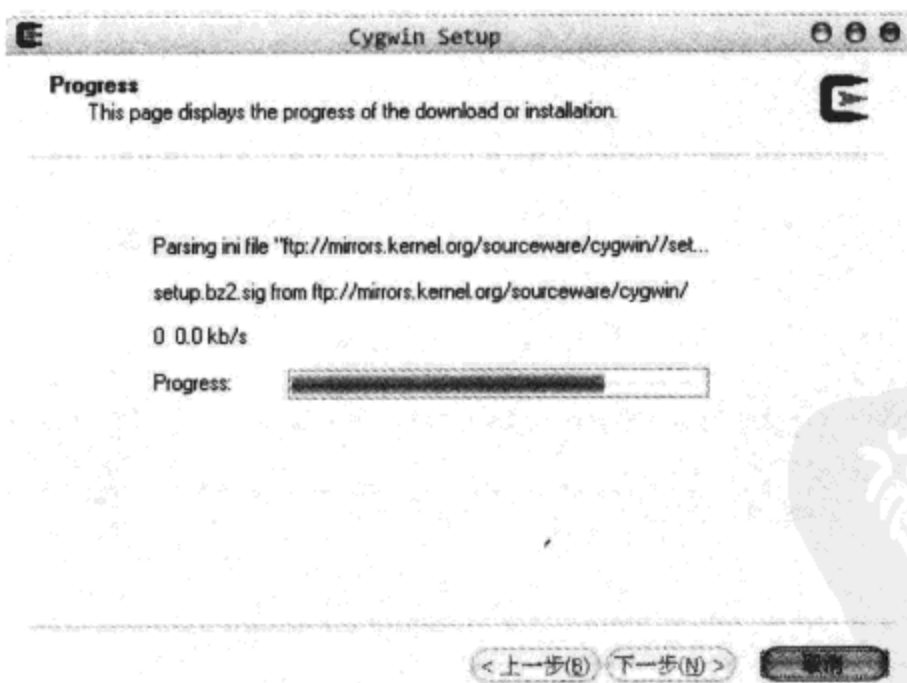 Cygwin Setup
Progress
This page displays the progress of the download or installation.
Parsing ini file "ftp://mirrors.kernel.org/sourceware/cygwin//set...
setup.bz2.sig from ftp://mirrors.kernel.org/sourceware/cygwin/
0 0.0 kb/s
Progress:
< 上一步(B)
下一步(N) >
取消